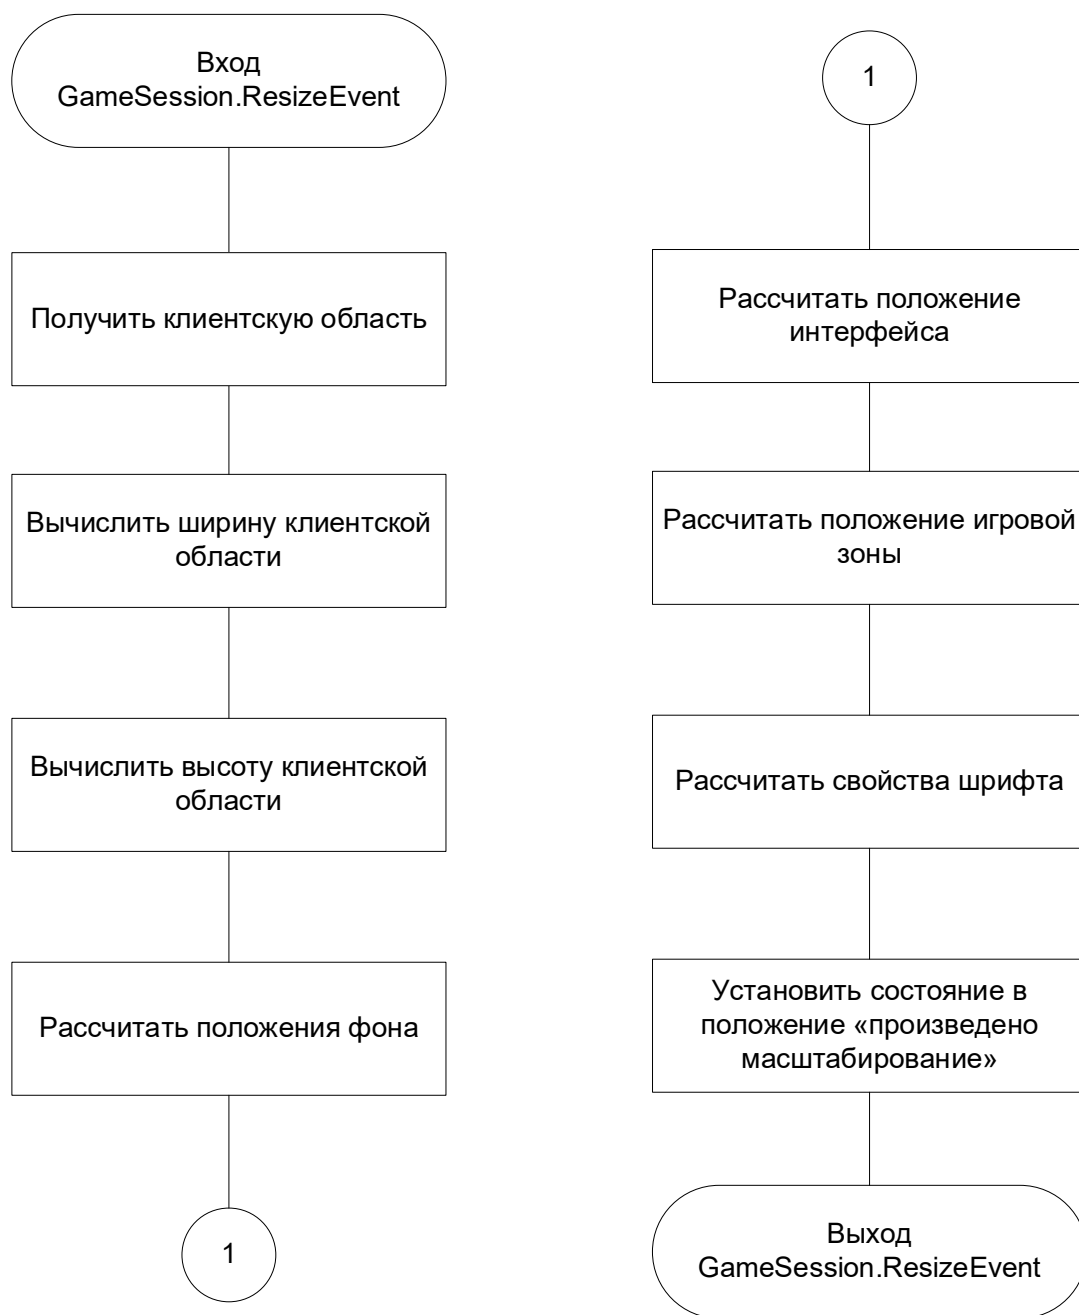 Вход
GameSession.ResizeEvent
Получить клиентскую область
Вычислить ширину клиентской
области
Вычислить высоту клиентской
области
Рассчитать положения фона
1
1
Рассчитать положение
интерфейса
Рассчитать положение игровой
зоны
Рассчитать свойства шрифта
Установить состояние в
положение «произведено
масштабирование»
Выход
GameSession.ResizeEvent